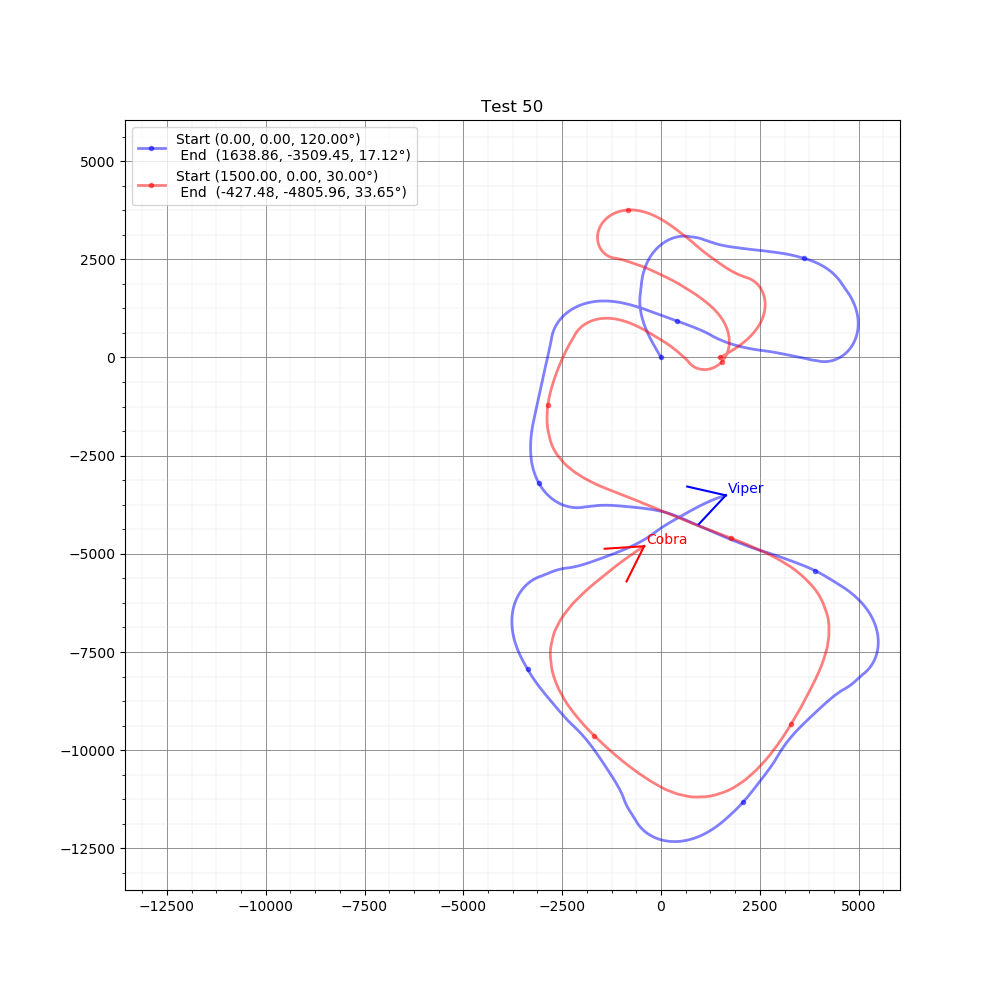 Test 50
Start (0.00, 0.00, 120.00°)
End (1638.86, -3509.45, 17.12°)
Start (1500.00, 0.00, 30.00°)
End (-427.48, -4805.96, 33.65°)
5000
2500
0
−2500
−5000
−7500
−10000
−12500
Viper
Cobra
−12500 −10000 −7500 −5000 −2500 0 2500 5000